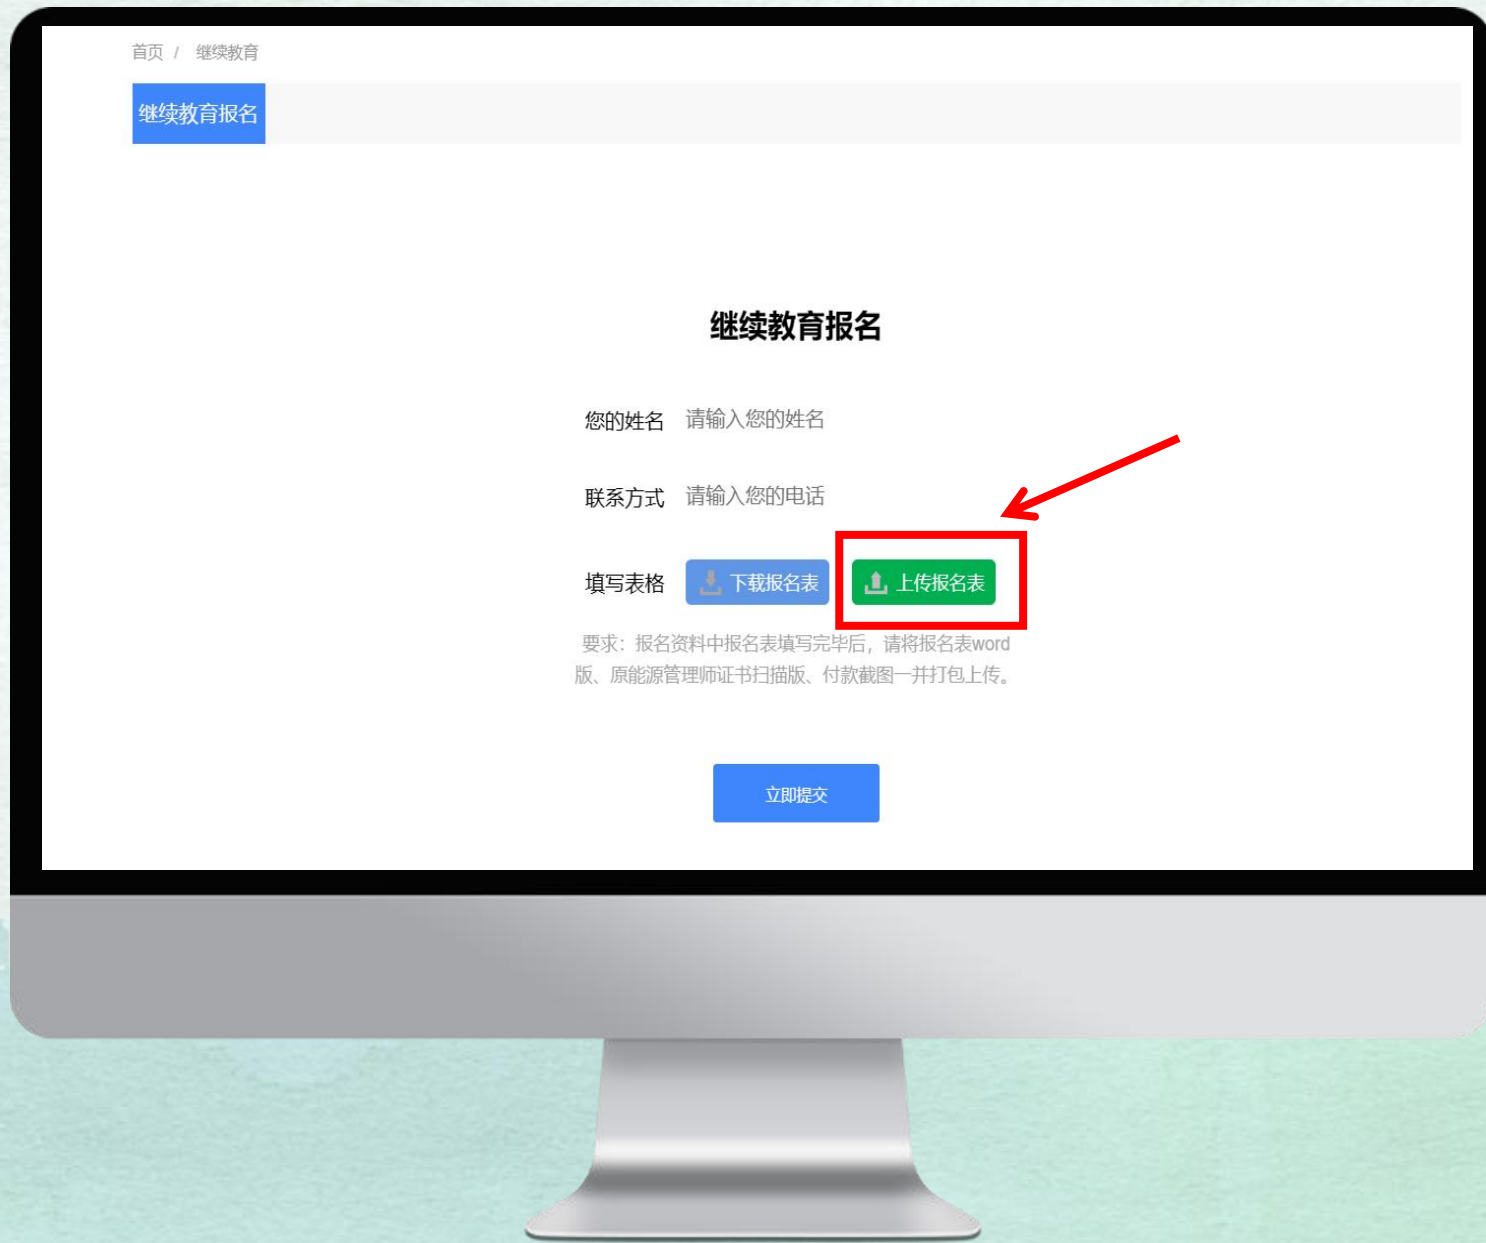 首页 / 继续教育
继续教育报名
继续教育报名
您的姓名 请输入您的姓名
联系方式 请输入您的电话
填写表格 下载报名表 上传报名表
要求：报名资料中报名表填写完毕后，请将报名表word
版、原能源管理师证书扫描版、付款截图一并打包上传。
立即提交